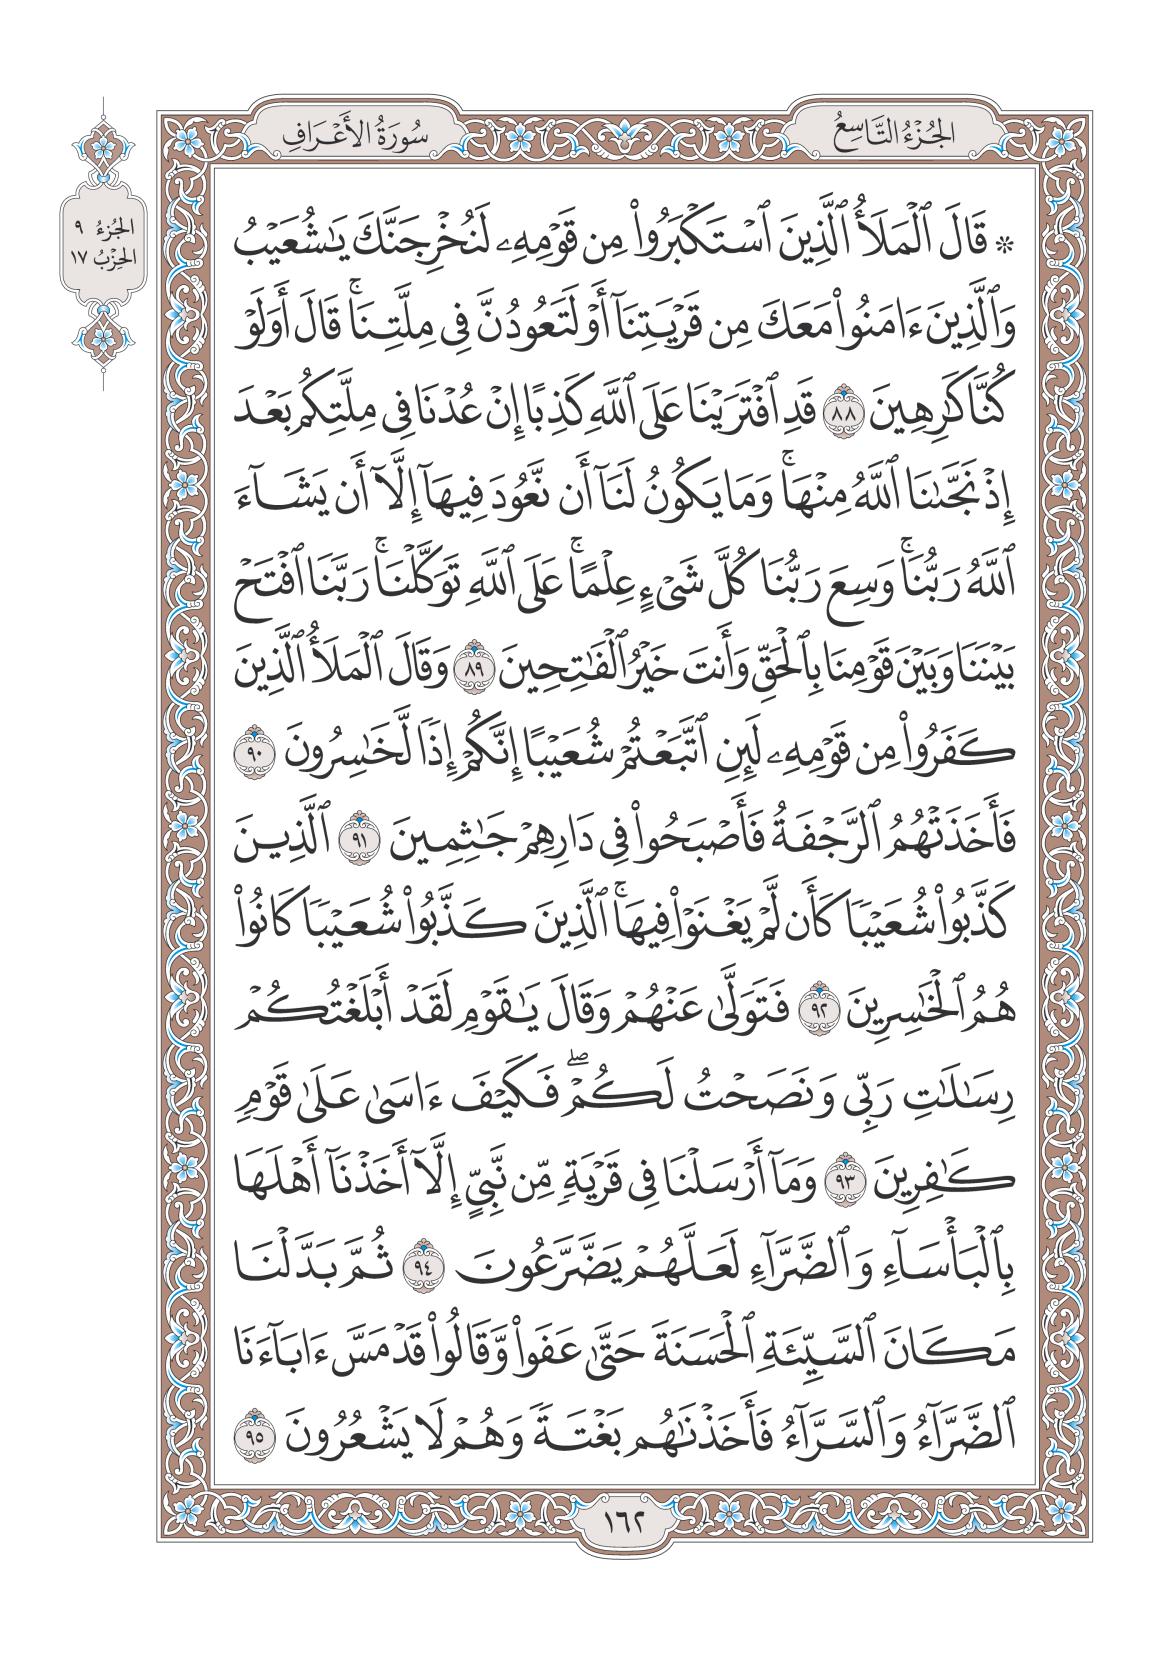 الجُزْءُ التَّاسِعُ
سُورَةُ الأَعْرَافِ
الجُزءُ ٩
الحِزْبُ ١٧
۞ قَالَ ٱلْمَلَأُ ٱلَّذِينَ ٱسْتَكْبَرُواْ مِن قَوْمِهِۦ لَنُخْرِجَنَّكَ يَـٰشُعَيْبُ
وَٱلَّذِينَ ءَامَنُواْ مَعَكَ مِن قَرْيَتِنَآ أَوْ لَتَعُودُنَّ فِى مِلَّتِنَا ۚ قَالَ أَوَلَوْ
كُنَّا كَـٰرِهِينَ ٨٨ قَدِ ٱفْتَرَيْنَا عَلَى ٱللَّهِ كَذِبًا إِنْ عُدْنَا فِى مِلَّتِكُم بَعْدَ
إِذْ نَجَّىٰنَا ٱللَّهُ مِنْهَا ۚ وَمَا يَكُونُ لَنَآ أَن نَّعُودَ فِيهَآ إِلَّآ أَن يَشَآءَ
ٱللَّهُ رَبُّنَا ۚ وَسِعَ رَبُّنَا كُلَّ شَىْءٍ عِلْمًا ۚ عَلَى ٱللَّهِ تَوَكَّلْنَا ۚ رَبَّنَا ٱفْتَحْ
بَيْنَنَا وَبَيْنَ قَوْمِنَا بِٱلْحَقِّ وَأَنتَ خَيْرُ ٱلْفَـٰتِحِينَ ٨٩ وَقَالَ ٱلْمَلَأُ ٱلَّذِينَ
كَفَرُواْ مِن قَوْمِهِۦ لَئِنِ ٱتَّبَعْتُمْ شُعَيْبًا إِنَّكُمْ إِذًا لَّخَـٰسِرُونَ ٩٠
فَأَخَذَتْهُمُ ٱلرَّجْفَةُ فَأَصْبَحُواْ فِى دَارِهِمْ جَـٰثِمِينَ ٩١ ٱلَّذِينَ
كَذَّبُواْ شُعَيْبًا كَأَن لَّمْ يَغْنَوْاْ فِيهَا ۚ ٱلَّذِينَ كَذَّبُواْ شُعَيْبًا كَانُواْ
هُمُ ٱلْخَـٰسِرِينَ ٩٢ فَتَوَلَّىٰ عَنْهُمْ وَقَالَ يَـٰقَوْمِ لَقَدْ أَبْلَغْتُكُمْ
رِسَـٰلَـٰتِ رَبِّى وَنَصَحْتُ لَكُمْ ۖ فَكَيْفَ ءَاسَىٰ عَلَىٰ قَوْمٍ
كَـٰفِرِينَ ٩٣ وَمَآ أَرْسَلْنَا فِى قَرْيَةٍ مِّن نَّبِىٍّ إِلَّآ أَخَذْنَآ أَهْلَهَا
بِٱلْبَأْسَآءِ وَٱلضَّرَّآءِ لَعَلَّهُمْ يَضَّرَّعُونَ ٩٤ ثُمَّ بَدَّلْنَا
مَكَانَ ٱلسَّيِّئَةِ ٱلْحَسَنَةَ حَتَّىٰ عَفَواْ وَّقَالُواْ قَدْ مَسَّ ءَابَآءَنَا
ٱلضَّرَّآءُ وَٱلسَّرَّآءُ فَأَخَذْنَـٰهُم بَغْتَةً وَهُمْ لَا يَشْعُرُونَ ٩٥
١٦٢